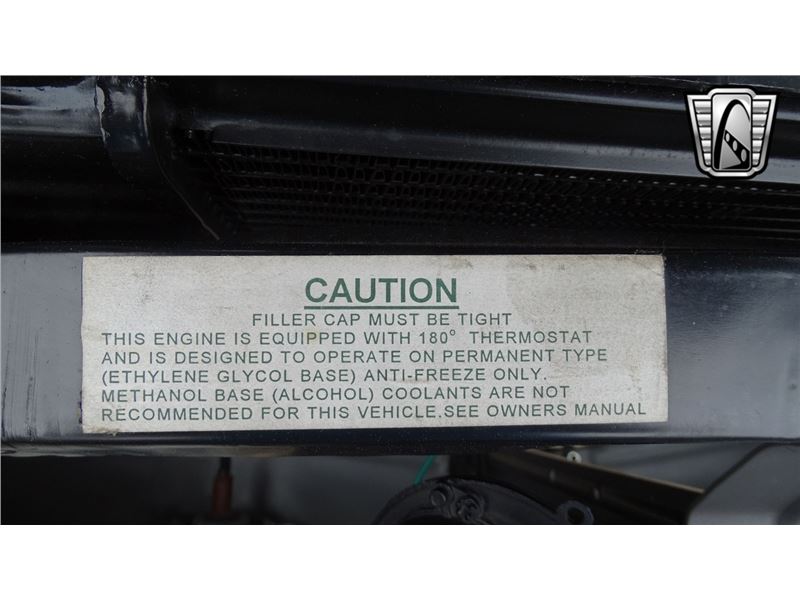 CAUTION
FILLER CAP MUST BE TIGHT
THIS ENGINE IS EQUIPPED WITH 180° THERMOSTAT
AND IS DESIGNED TO OPERATE ON PERMANENT TYPE
(ETHYLENE GLYCOL BASE) ANTI-FREEZE ONLY.
METHANOL BASE (ALCOHOL) COOLANTS ARE NOT
RECOMMENDED FOR THIS VEHICLE.SEE OWNERS MANUAL